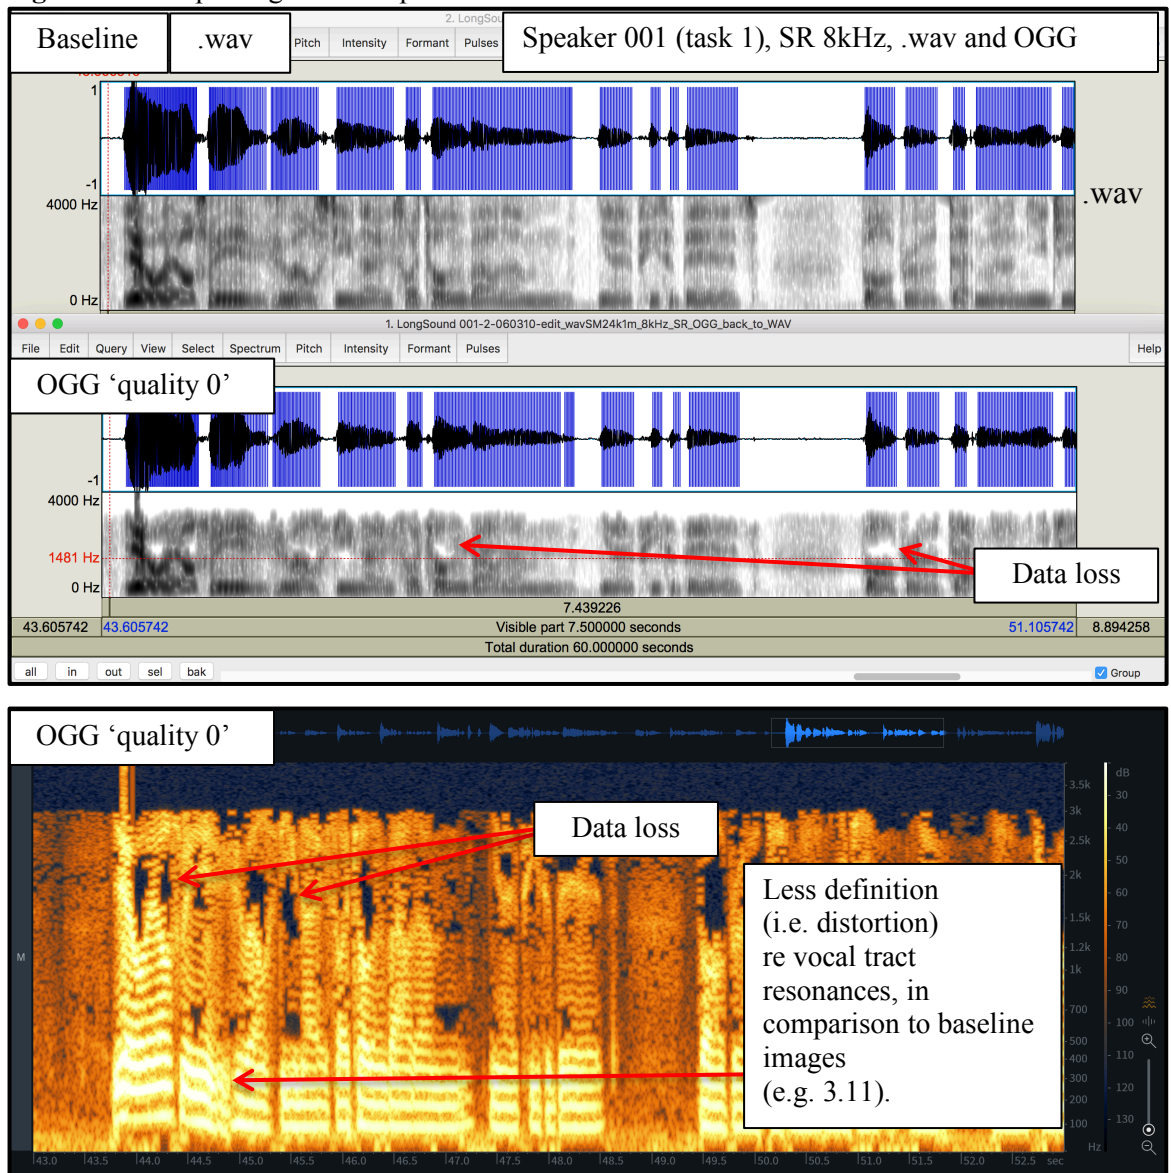 Baseline
.wav
2. LongSou
Pitch Intensity Formant Pulses
Speaker 001 (task 1), SR 8kHz, .wav and OGG
1
-1
4000 Hz
0 Hz
.wav
1. LongSound 001-2-060310-edit_wavSM24k1m_8kHz_SR_OGG_back_to_WAV
File Edit Query View Select Spectrum Pitch Intensity Formant Pulses Help
OGG ‘quality 0’
-1
4000 Hz
1481 Hz
0 Hz
Data loss
7.439226
43.605742 43.605742 Visible part 7.500000 seconds 51.105742 8.894258
Total duration 60.000000 seconds
all in out sel bak Group
OGG ‘quality 0’
Data loss
Less definition
(i.e. distortion)
re vocal tract
resonances, in
comparison to baseline
images
(e.g. 3.11).
M
3.5k
3k
2.5k
2k
1.5k
1.2k
1k
700
500
400
300
200
100
Hz
dB
30
40
50
60
70
80
90
100
110
120
130
43.0 43.5 44.0 44.5 45.0 45.5 46.0 46.5 47.0 47.5 48.0 48.5 49.0 49.5 50.0 50.5 51.0 51.5 52.0 52.5 sec